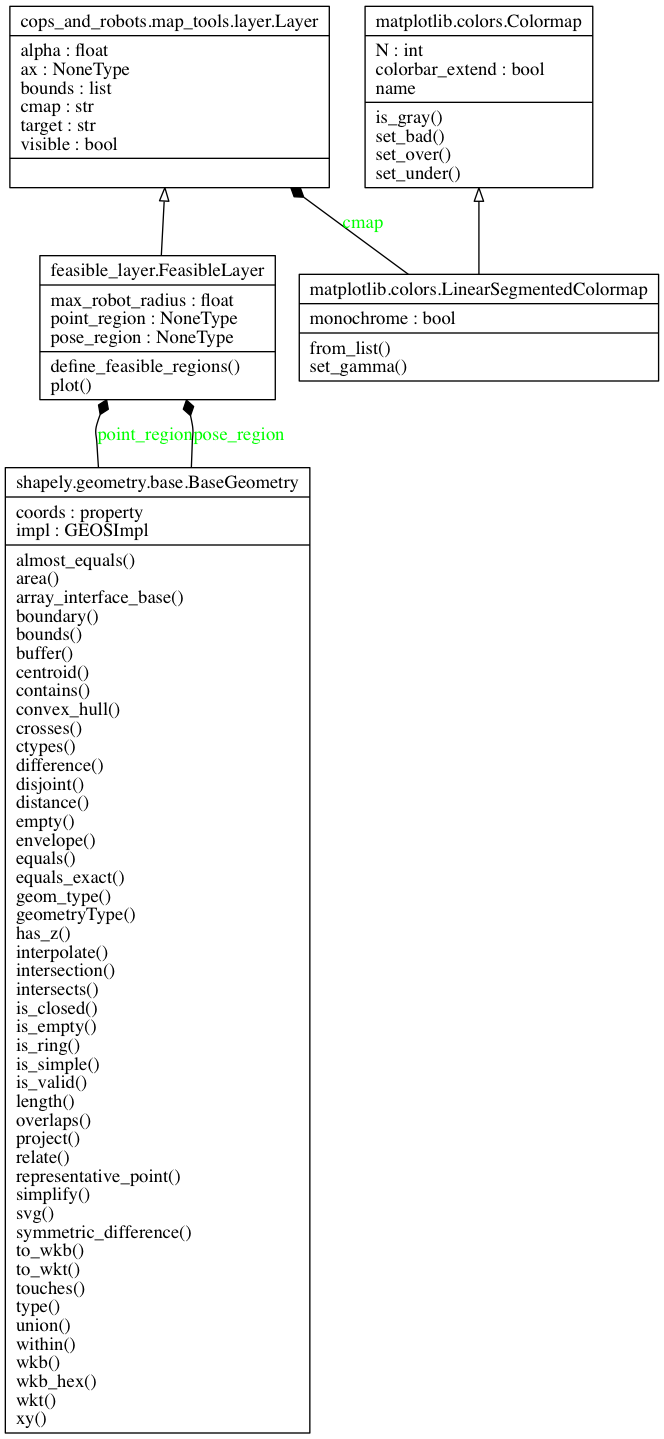 cops_and_robots.map_tools.layer.Layer
alpha : float
ax : NoneType
bounds : list
cmap : str
target : str
visible : bool
matplotlib.colors.Colormap
N : int
colorbar_extend : bool
name
is_gray()
set_bad()
set_over()
set_under()
cmap
feasible_layer.FeasibleLayer
max_robot_radius : float
point_region : NoneType
pose_region : NoneType
define_feasible_regions()
plot()
matplotlib.colors.LinearSegmentedColormap
monochrome : bool
from_list()
set_gamma()
point_region
pose_region
shapely.geometry.base.BaseGeometry
coords : property
impl : GEOSImpl
almost_equals()
area()
array_interface_base()
boundary()
bounds()
buffer()
centroid()
contains()
convex_hull()
crosses()
ctypes()
difference()
disjoint()
distance()
empty()
envelope()
equals()
equals_exact()
geom_type()
geometryType()
has_z()
interpolate()
intersection()
intersects()
is_closed()
is_empty()
is_ring()
is_simple()
is_valid()
length()
overlaps()
project()
relate()
representative_point()
simplify()
svg()
symmetric_difference()
to_wkb()
to_wkt()
touches()
type()
union()
within()
wkb()
wkb_hex()
wkt()
xy()